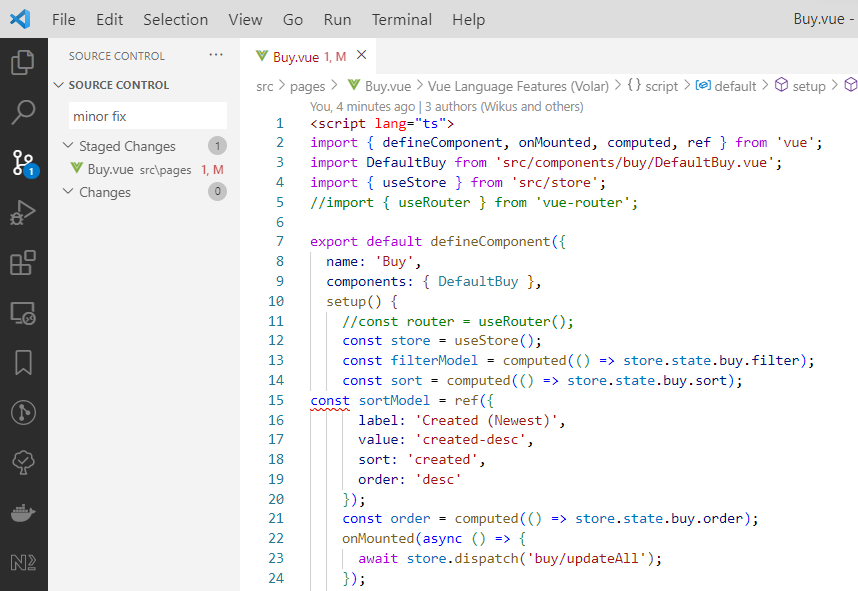 File Edit Selection View Go Run Terminal Help Buy.vue -
SOURCE CONTROL ···
Buy.vue 1, M
SOURCE CONTROL
src > pages > Buy.vue > Vue Language Features (Volar) > {} script > default > setup >
You, 4 minutes ago | 3 authors (Wikus and others)
minor fix
Staged Changes 1
Buy.vue src\pages 1, M
Changes 0
1
1 <script lang="ts">
2 import { defineComponent, onMounted, computed, ref } from 'vue';
3 import DefaultBuy from 'src/components/buy/DefaultBuy.vue';
4 import { useStore } from 'src/store';
5 //import { useRouter } from 'vue-router';
6
7 export default defineComponent({
8 name: 'Buy',
9 components: { DefaultBuy },
10 setup() {
11 //const router = useRouter();
12 const store = useStore();
13 const filterModel = computed(() => store.state.buy.filter);
14 const sort = computed(() => store.state.buy.sort);
15 const sortModel = ref({
16 label: 'Created (Newest)',
17 value: 'created-desc',
18 sort: 'created',
19 order: 'desc'
20 });
21 const order = computed(() => store.state.buy.order);
22 onMounted(async () => {
23 await store.dispatch('buy/updateAll');
24 });